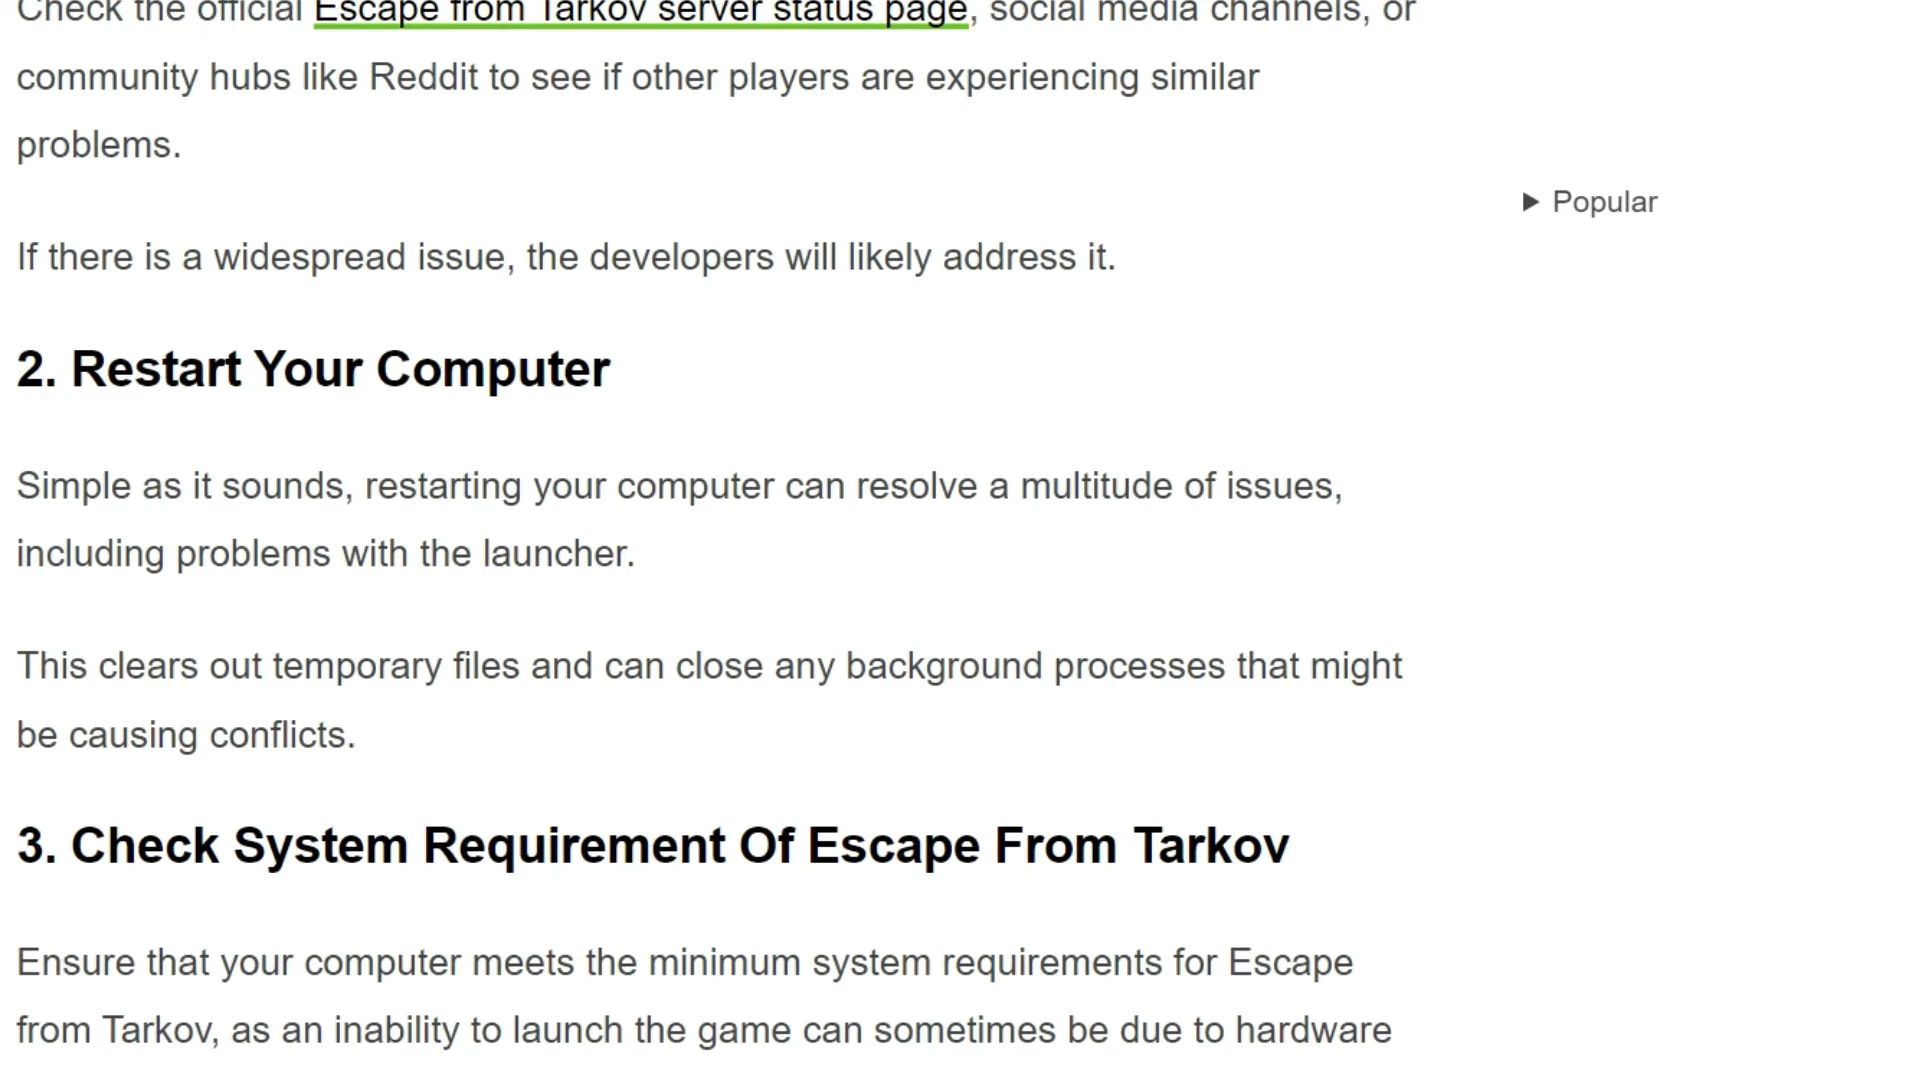 Check the official Escape from Tarkov server status page, social media channels, or
community hubs like Reddit to see if other players are experiencing similar
problems.
▶ Popular
If there is a widespread issue, the developers will likely address it.
2. Restart Your Computer
Simple as it sounds, restarting your computer can resolve a multitude of issues,
including problems with the launcher.
This clears out temporary files and can close any background processes that might
be causing conflicts.
3. Check System Requirement Of Escape From Tarkov
Ensure that your computer meets the minimum system requirements for Escape
from Tarkov, as an inability to launch the game can sometimes be due to hardware